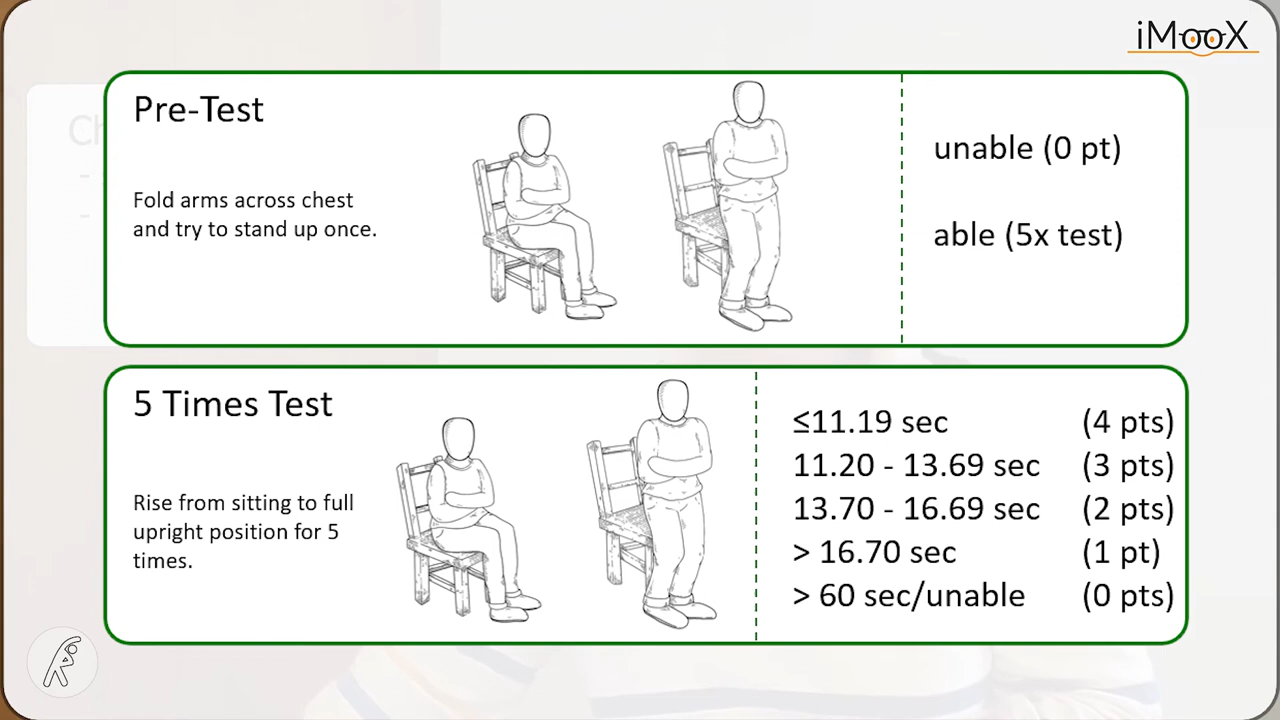 iMooX
Pre-Test
Fold arms across chest
and try to stand up once.
unable (0 pt)
able (5x test)
5 Times Test
Rise from sitting to full
upright position for 5
times.
≤11.19 sec (4 pts)
11.20 - 13.69 sec (3 pts)
13.70 - 16.69 sec (2 pts)
> 16.70 sec (1 pt)
> 60 sec/unable (0 pts)